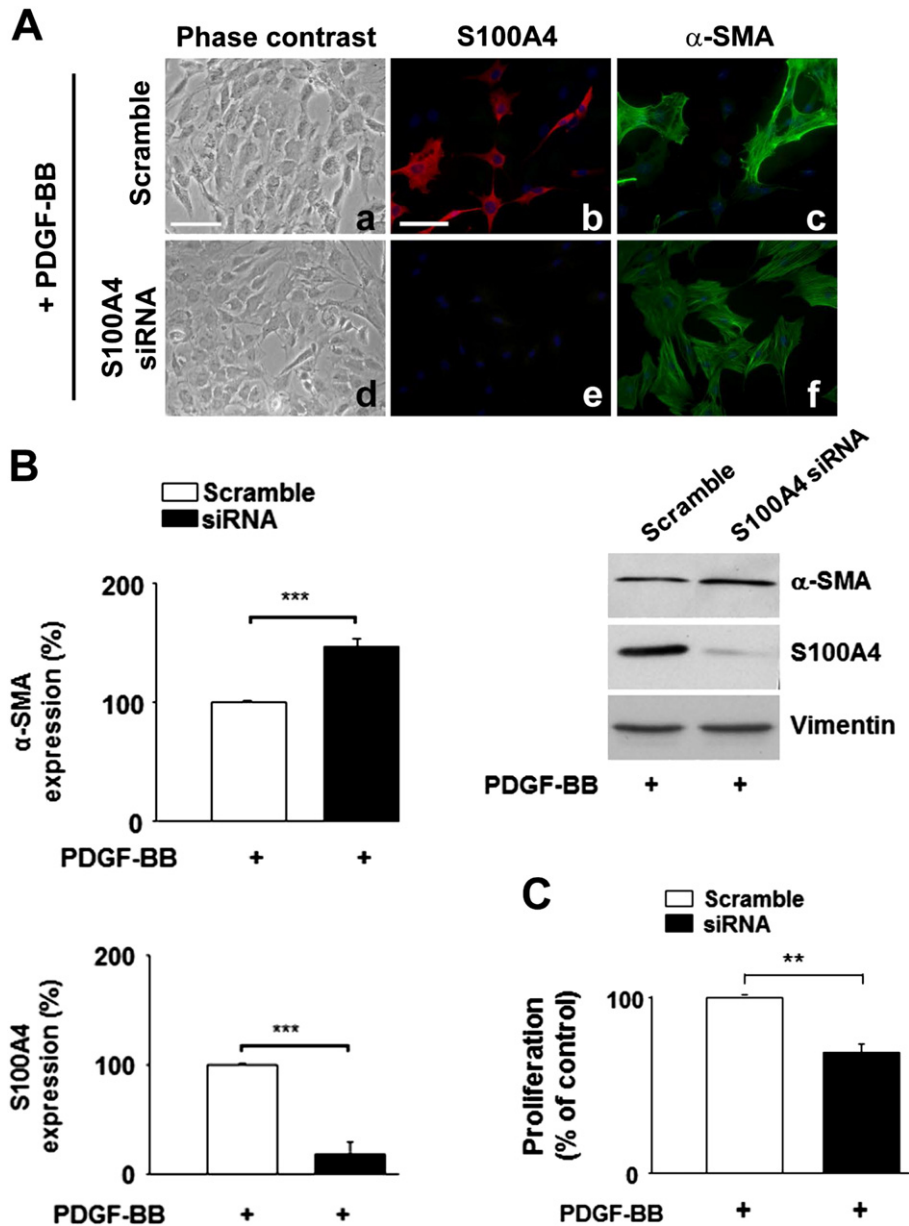 A
Phase contrast
S100A4
α-SMA
+ PDGF-BB
Scramble
a
b
c
S100A4
siRNA
d
e
f
B
Scramble
siRNA
α-SMA
expression (%)
200
***
100
0
PDGF-BB + +
Scramble
S100A4 siRNA
α-SMA
S100A4
Vimentin
PDGF-BB + +
S100A4
expression (%)
200
***
100
0
PDGF-BB + +
C
Scramble
siRNA
Proliferation
(% of control)
**
100
0
PDGF-BB + +